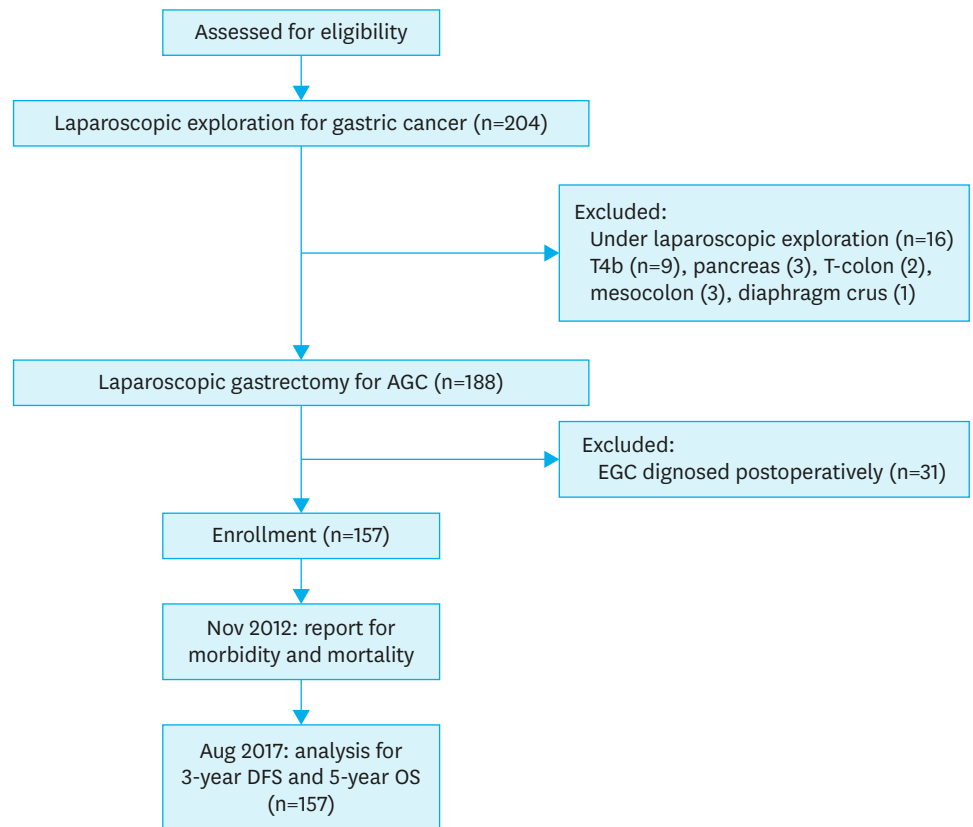 Assessed for eligibility
Laparoscopic exploration for gastric cancer (n=204)
Excluded:
Under laparoscopic exploration (n=16)
T4b (n=9), pancreas (3), T-colon (2),
mesocolon (3), diaphragm crus (1)
Laparoscopic gastrectomy for AGC (n=188)
Excluded:
EGC dignosed postoperatively (n=31)
Enrollment (n=157)
Nov 2012: report for
morbidity and mortality
Aug 2017: analysis for
3-year DFS and 5-year OS
(n=157)